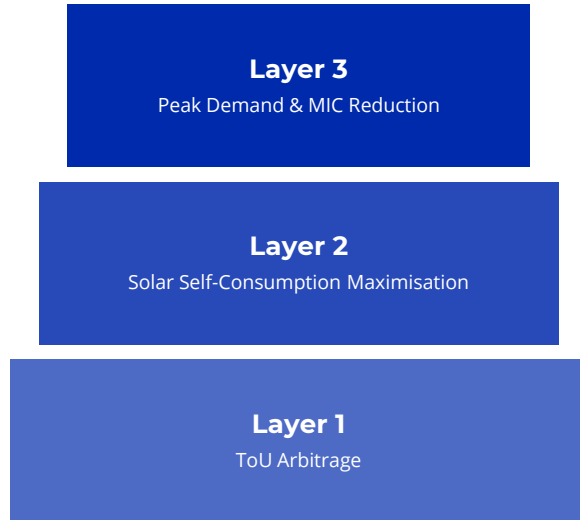 Layer 3
Peak Demand & MIC Reduction
Layer 2
Solar Self-Consumption Maximisation
Layer 1
ToU Arbitrage